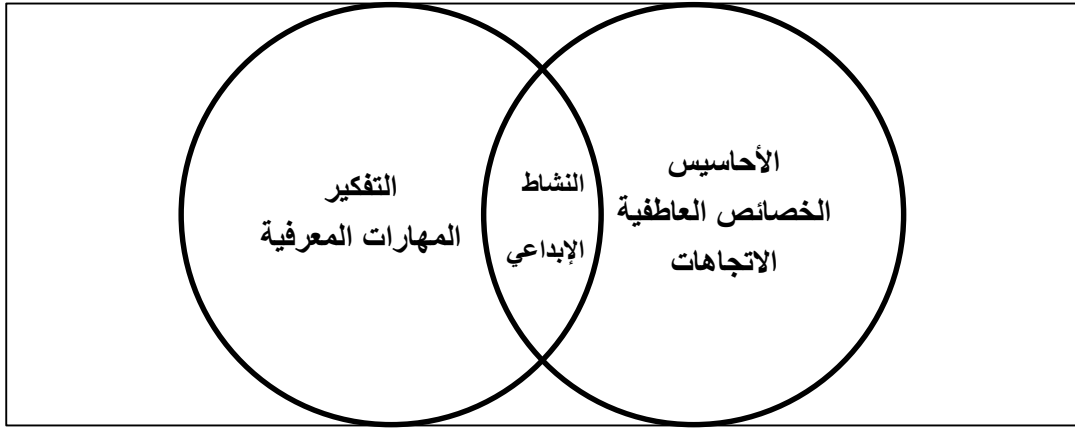 الأحاسيس
الخصائص العاطفية
الاتجاهات
النشاط
الإبداعي
التفكير
المهارات المعرفية